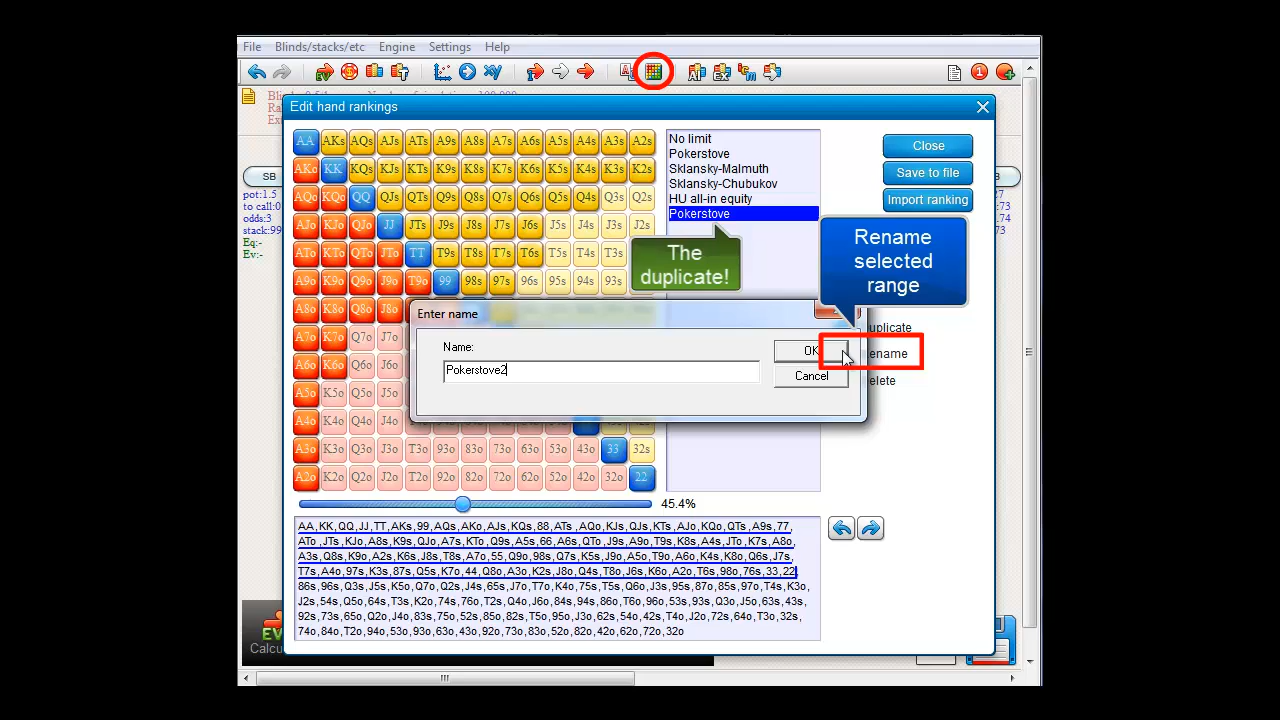 File Blinds/stacks/etc Engine Settings Help
Edit hand rankings
AA AKs AQs AJs ATs A9s A8s A7s A6s A5s A4s A3s A2s
AKo KK KQs KJs KTs K9s K8s K7s K6s K5s K4s K3s K2s
AQo KQo QQ QJs QTs Q9s Q8s Q7s Q6s Q5s Q4s Q3s Q2s
AJo KJo QJo JJ JTs J9s J8s J7s J6s J5s J4s J3s J2s
ATo KTo QTo JTo TT T9s T8s T7s T6s T5s T4s T3s
A9o K9o Q9o J9o T9o 99 98s 97s 96s 95s 94s 93s
A8o K8o Q8o J8o
A7o K7o Q7o
A6o K6o
A5o K5o
A4o K4o
A3o K3o Q3o J3o T3o 93o 83o 73o 63o 53o 43o 33 32s
A2o K2o Q2o J2o T2o 92o 82o 72o 62o 52o 42o 32o 22
No limit
Pokerstove
Sklansky-Malmuth
Sklansky-Chubukov
HU all-in equity
Pokerstove
Close
Save to file
Import ranking
SB
pot:1.5
to call:0
odds:3
stack:99
Eq:-
Ev:-
The
duplicate!
Rename
selected
range
Enter name
Name:
Pokerstove2
OK
Cancel
45.4%
AA,KK,QQ,JJ,TT,AKs,99,AQs,AKo,AJs,KQs,88,ATs,AQo,KJs,QJs,KTs,AJo,KQo,QTs,A9s,77,
ATo,JTs,KJo,A8s,K9s,QJo,A7s,KTo,Q9s,A5s,66,A6s,QTo,J9s,A9o,T9s,K8s,A4s,JTo,K7s,A8o,
A3s,Q8s,K9o,A2s,K6s,J8s,T8s,A7o,55,Q9o,98s,Q7s,K5s,J9o,A5o,T9o,A6o,K4s,K8o,Q6s,J7s,
T7s,A4o,97s,K3s,87s,Q5s,K7o,44,Q8o,A3o,K2s,J8o,Q4s,T8o,J6s,K6o,A2o,T6s,98o,76s,33,22
86s,96s,Q3s,J5s,K5o,Q7o,Q2s,J4s,65s,J7o,T7o,K4o,75s,T5s,Q6o,J3s,95s,87o,85s,97o,T4s,K3o,
J2s,54s,Q5o,64s,T3s,K2o,74s,76o,T2s,Q4o,J6o,84s,94s,86o,T6o,96o,53s,93s,Q3o,J5o,63s,43s,
92s,73s,65o,Q2o,J4o,83s,75o,52s,85o,82s,T5o,95o,J3o,62s,54o,42s,T4o,J2o,72s,64o,T3o,32s,
74o,84o,T2o,94o,53o,93o,63o,43o,92o,73o,83o,52o,82o,42o,62o,72o,32o